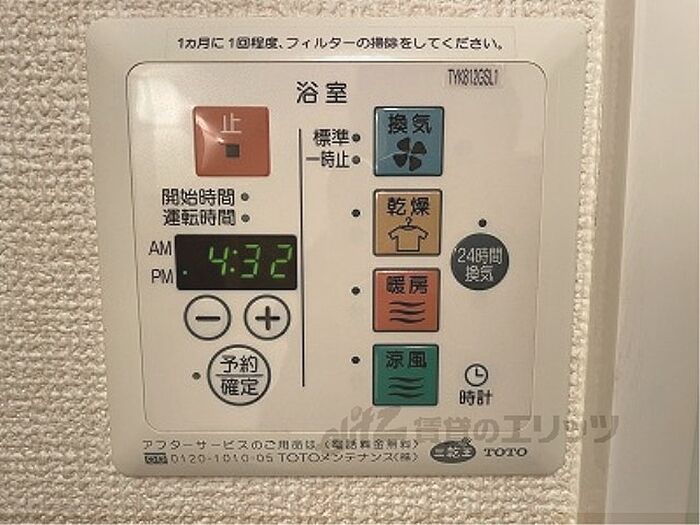 1カ月に1回程度、フィルターの掃除をしてください。
TYK812GSL1
浴室
止
換気
標準
一時止
開始時間
運転時間
乾燥
AM
PM
4:32
24時間
換気
暖房
予約
確定
涼風
時計
賃貸のエリッツ
アフターサービスのご用品は(電話料金無料)
0120-1010-05 TOTOメンテナンス(株)
三乾王
TOTO